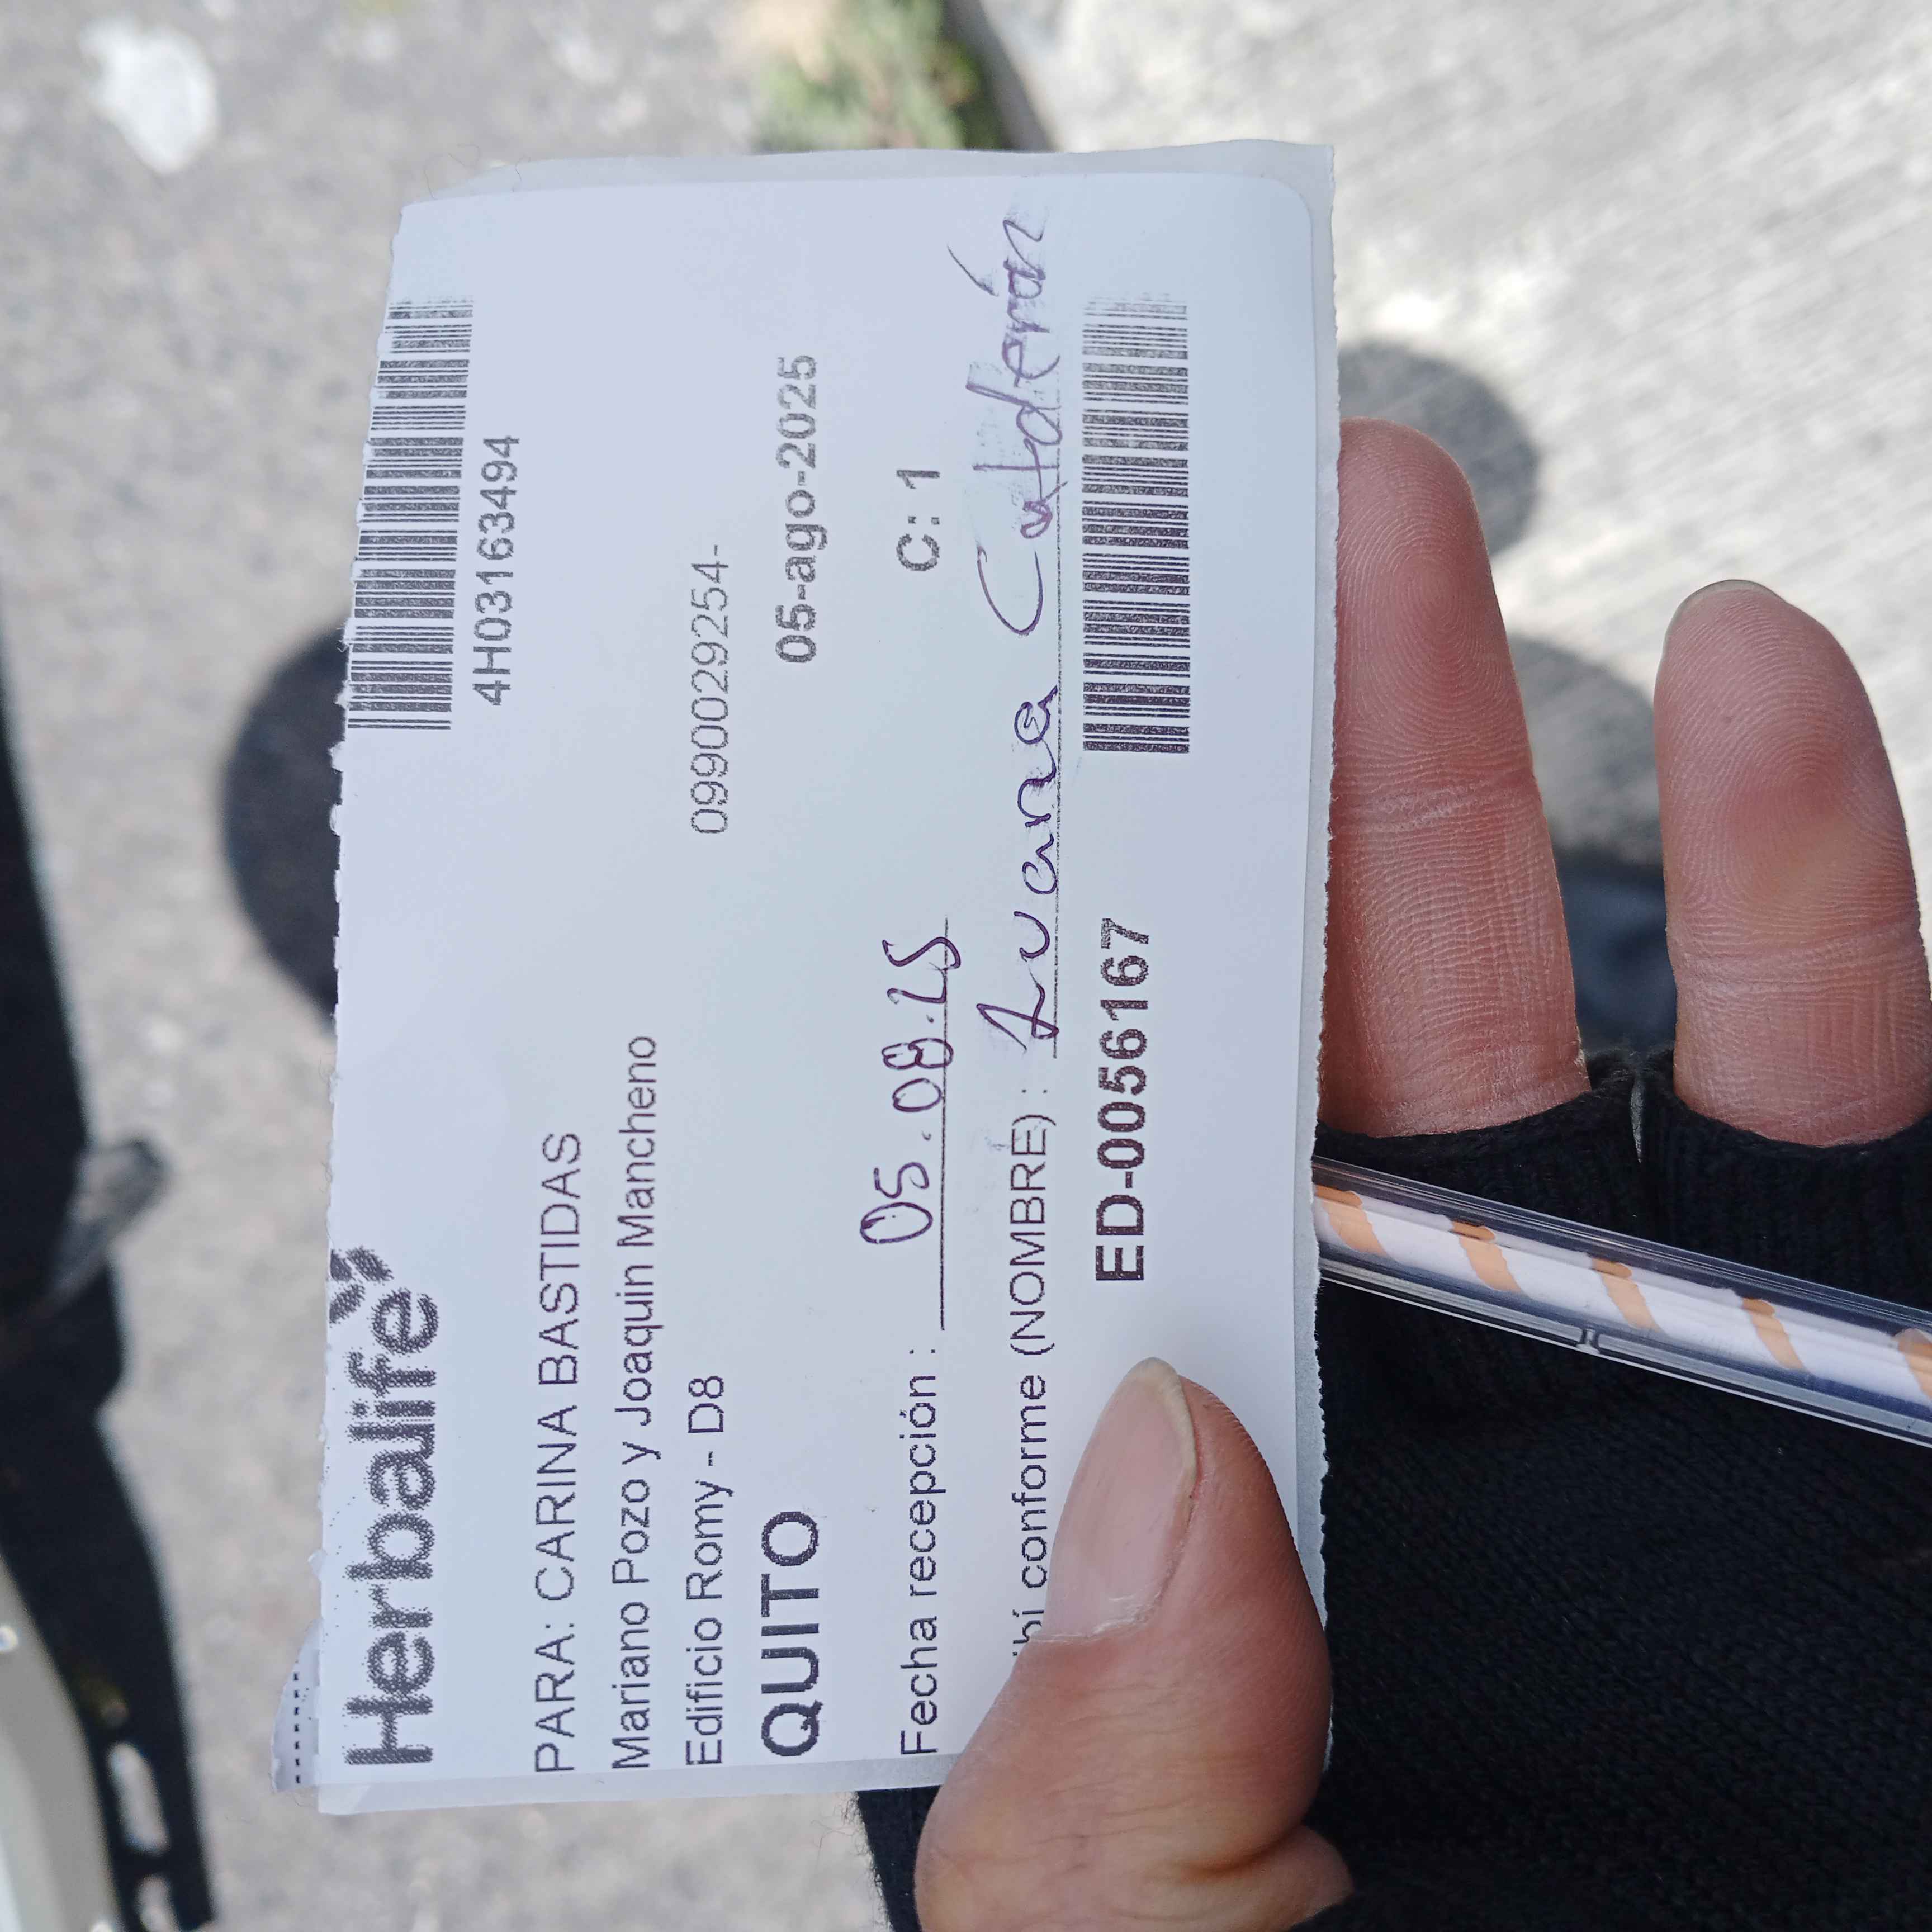 Herbalife
4H03163494
PARA: CARINA BASTIDAS
Mariano Pozo y Joaquin Mancheno
Edificio Romy - D8 0990029254-
QUITO 05-ago-2025
Fecha recepción : 05.08.25 C: 1
conforme (NOMBRE) : Calderón
ED-0056167